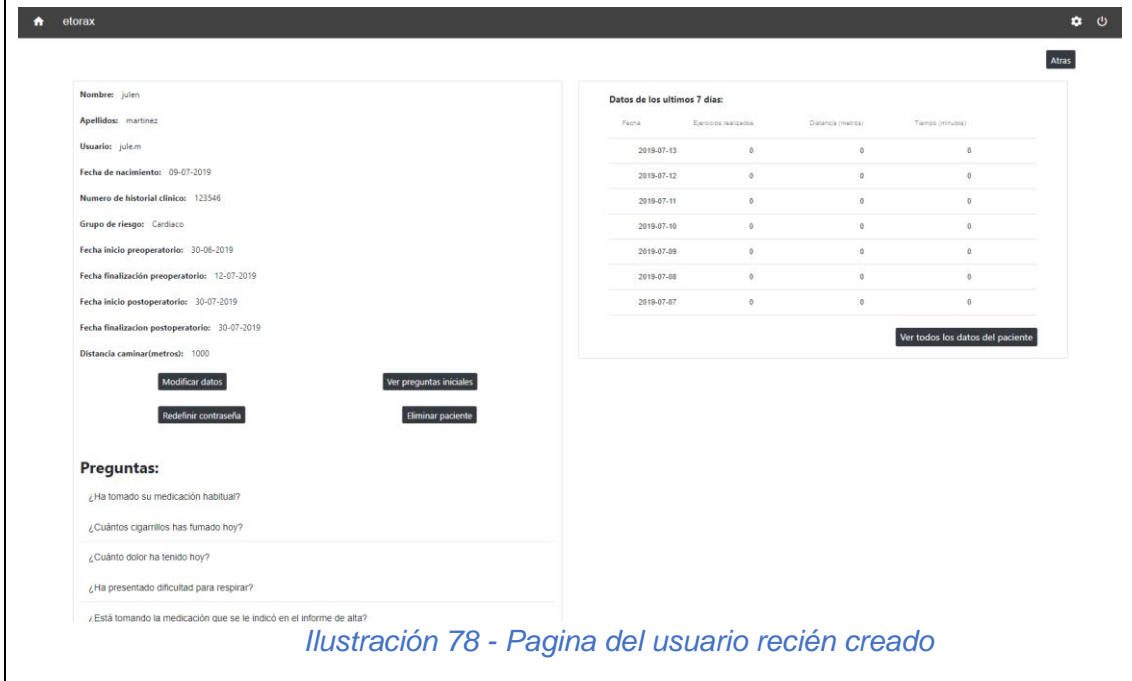 etorax
Atras
Nombre: julen
Apellidos: martinez
Usuario: jule.m
Fecha de nacimiento: 09-07-2019
Numero de historial clínico: 123546
Grupo de riesgo: Cardiaco
Fecha inicio preoperatorio: 30-06-2019
Fecha finalización preoperatorio: 12-07-2019
Fecha inicio postoperatorio: 30-07-2019
Fecha finalizacion postoperatorio: 30-07-2019
Distancia caminar(metros): 1000
Modificar datos Ver preguntas iniciales
Redefinir contraseña Eliminar paciente
Preguntas:
¿Ha tomado su medicación habitual?
¿Cuántos cigarrillos has fumado hoy?
¿Cuánto dolor ha tenido hoy?
¿Ha presentado dificultad para respirar?
¿Está tomando la medicación que se le indicó en el informe de alta?
Datos de los ultimos 7 días:
Fecha Ejercicios realizados Distancia (metros) Tiempo (minutos)
2019-07-13 0 0 0
2019-07-12 0 0 0
2019-07-11 0 0 0
2019-07-10 0 0 0
2019-07-09 0 0 0
2019-07-08 0 0 0
2019-07-07 0 0 0
Ver todos los datos del paciente
Ilustración 78 - Pagina del usuario recién creado